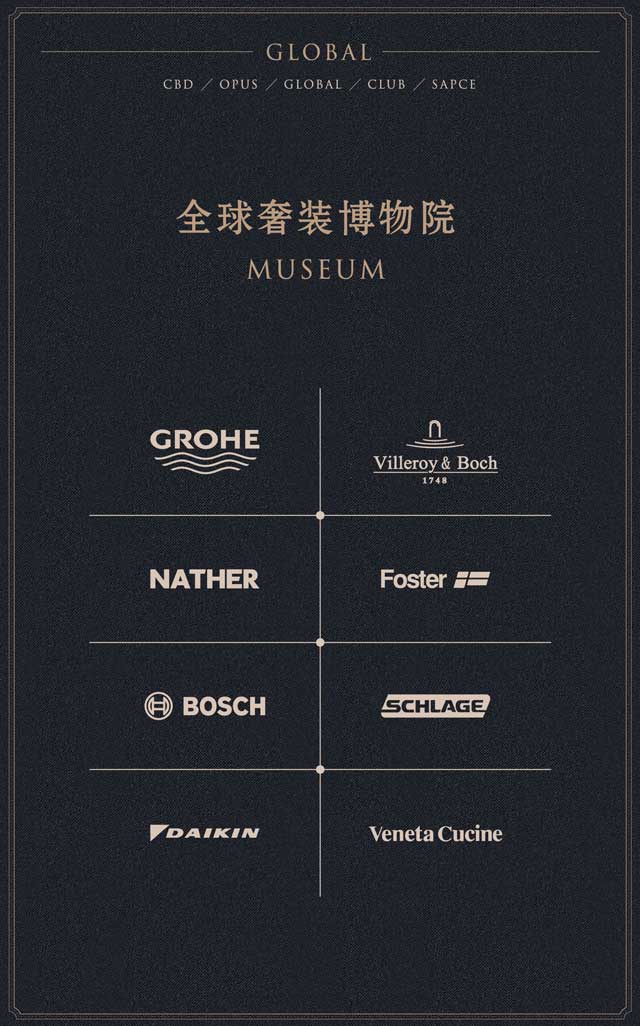 GLOBAL
CBD / OPUS / GLOBAL / CLUB / SAPCE
全球奢装博物院
MUSEUM
GROHE
Villeroy & Boch
1748
NATHER
Foster
BOSCH
SCHLAGE
DAIKIN
Veneta Cucine